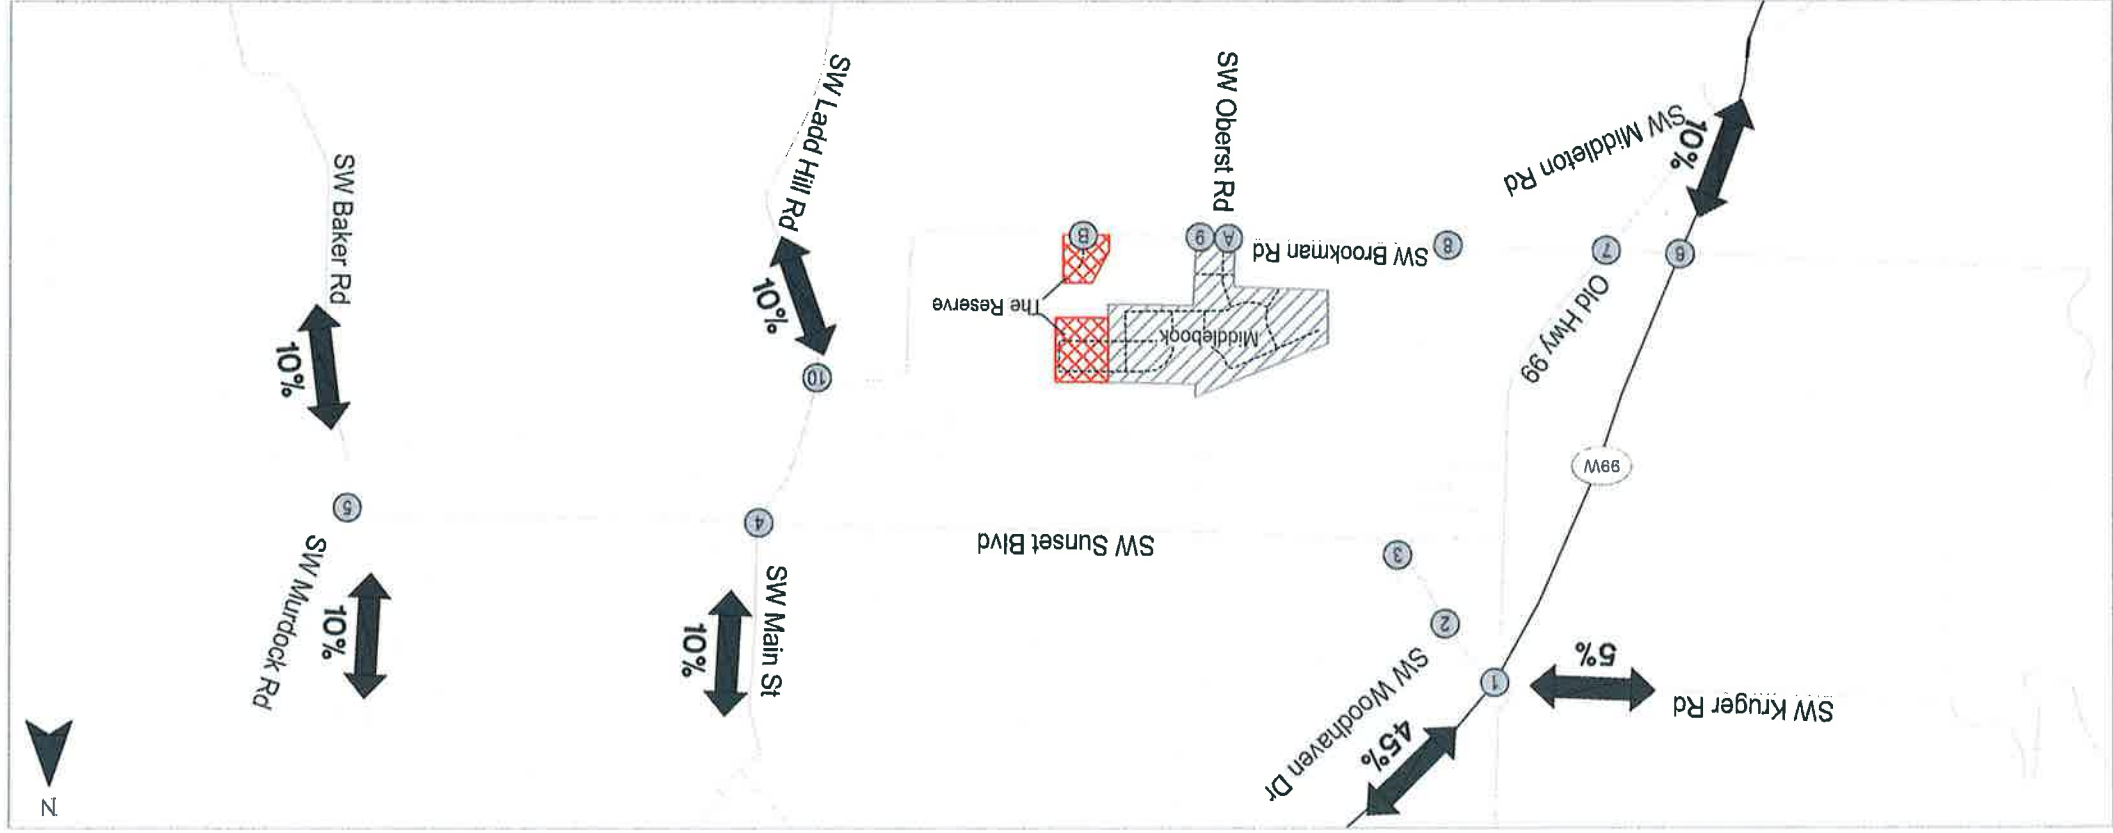 SW Kruger Rd
5%
45%
SW Woodhaven Dr
1
2
3
SW Main St
10%
SW Murdock Rd
10%
N
SW Sunset Blvd
4
5
99W
Old Hwy 99
Middlebook
The Reserve
10
10%
10%
SW Baker Rd
SW Ladd Hill Rd
6
7
8
SW Brookman Rd
A
9
B
SW Oberst Rd
SW Middleton Rd
10%